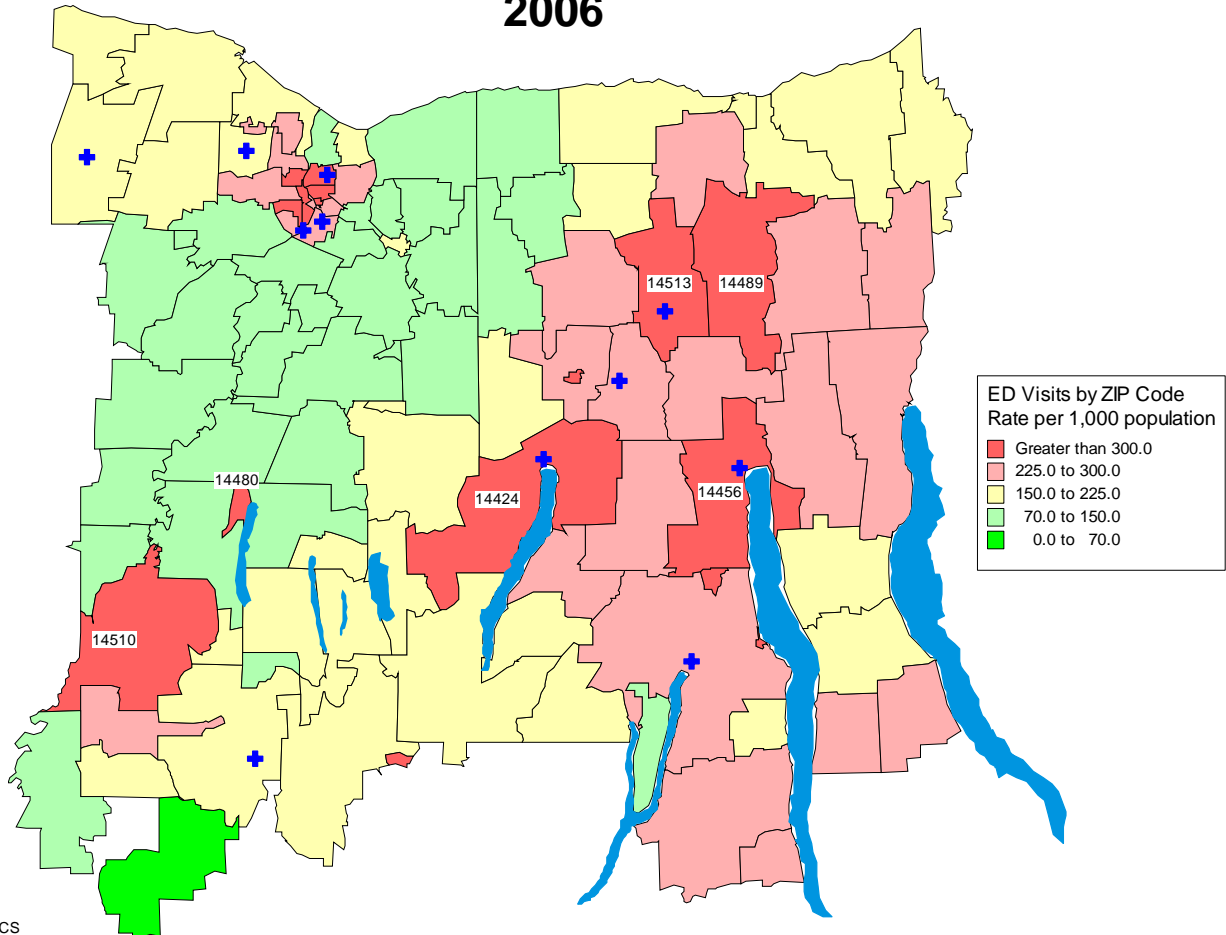 2006
14513
14489
14480
14424
14456
14510
ED Visits by ZIP Code
Rate per 1,000 population
Greater than 300.0
225.0 to 300.0
150.0 to 225.0
70.0 to 150.0
0.0 to 70.0
CS